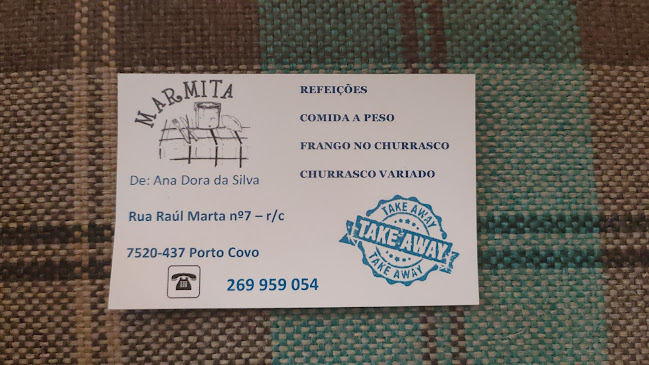 MARMITA
De: Ana Dora da Silva
Rua Raúl Marta nº7 – r/c
7520-437 Porto Covo
269 959 054
REFEIÇÕES
COMIDA A PESO
FRANGO NO CHURRASCO
CHURRASCO VARIADO
TAKE AWAY
TAKE AWAY
TAKE AWAY